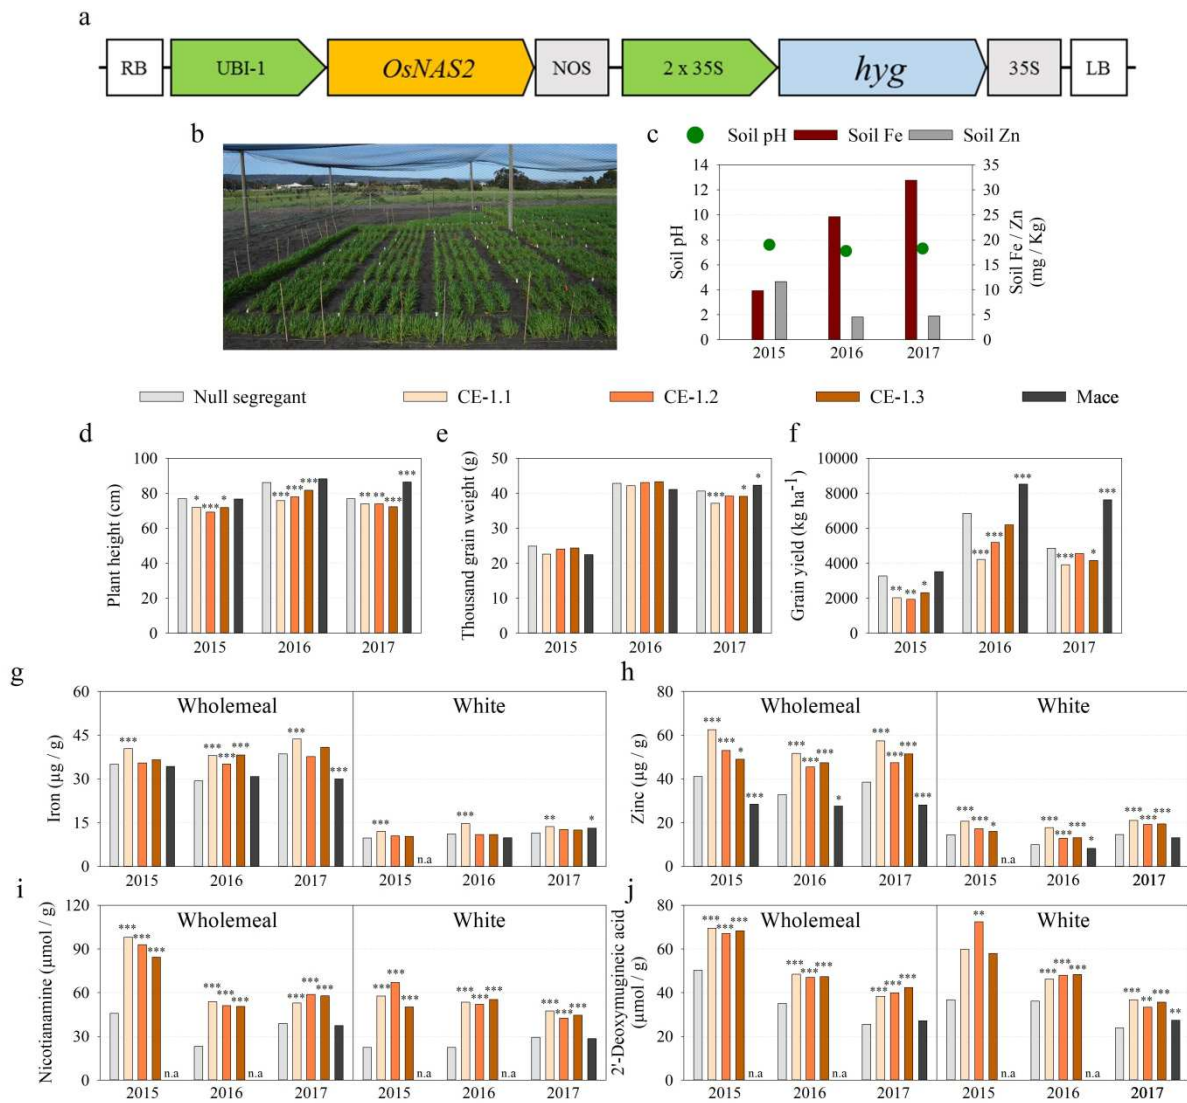 a
RB UBI-1 OsNAS2 NOS 2 x 35S hyg 35S LB
b
c Soil pH Soil Fe Soil Zn
Soil pH
14
12
10
8
6
4
2
0
35
30
25
20
15
10
5
0
Soil Fe / Zn
(mg / Kg)
2015 2016 2017
Null segregant CE-1.1 CE-1.2 CE-1.3 Mace
d
Plant height (cm)
100
80
60
40
20
0
* *** * *** *** *** ** ** *** ***
2015 2016 2017
e
Thousand grain weight (g)
50
40
30
20
10
0
*** * *
2015 2016 2017
f
Grain yield (kg ha-1)
10000
8000
6000
4000
2000
0
** ** * *** *** *** *** * ***
2015 2016 2017
g
Iron (µg / g)
60
45
30
15
0
Wholemeal White
*** *** *** *** *** ***
*** n.a *** ** *
2015 2016 2017 2015 2016 2017
h
Zinc (µg / g)
80
60
40
20
0
Wholemeal White
*** *** * *** *** *** *** * *** *** *** ***
*** *** * n.a *** *** *** * *** *** ***
2015 2016 2017 2015 2016 2017
i
Nicotianamine (µmol / g)
120
90
60
30
0
Wholemeal White
*** *** *** n.a *** *** *** n.a *** *** ***
*** *** *** n.a *** *** *** n.a *** *** ***
2015 2016 2017 2015 2016 2017
j
2'-Deoxymugineic acid
(µmol / g)
80
60
40
20
0
Wholemeal White
*** *** *** n.a *** *** *** n.a *** *** ***
** n.a *** *** *** n.a *** ** *** **
2015 2016 2017 2015 2016 2017